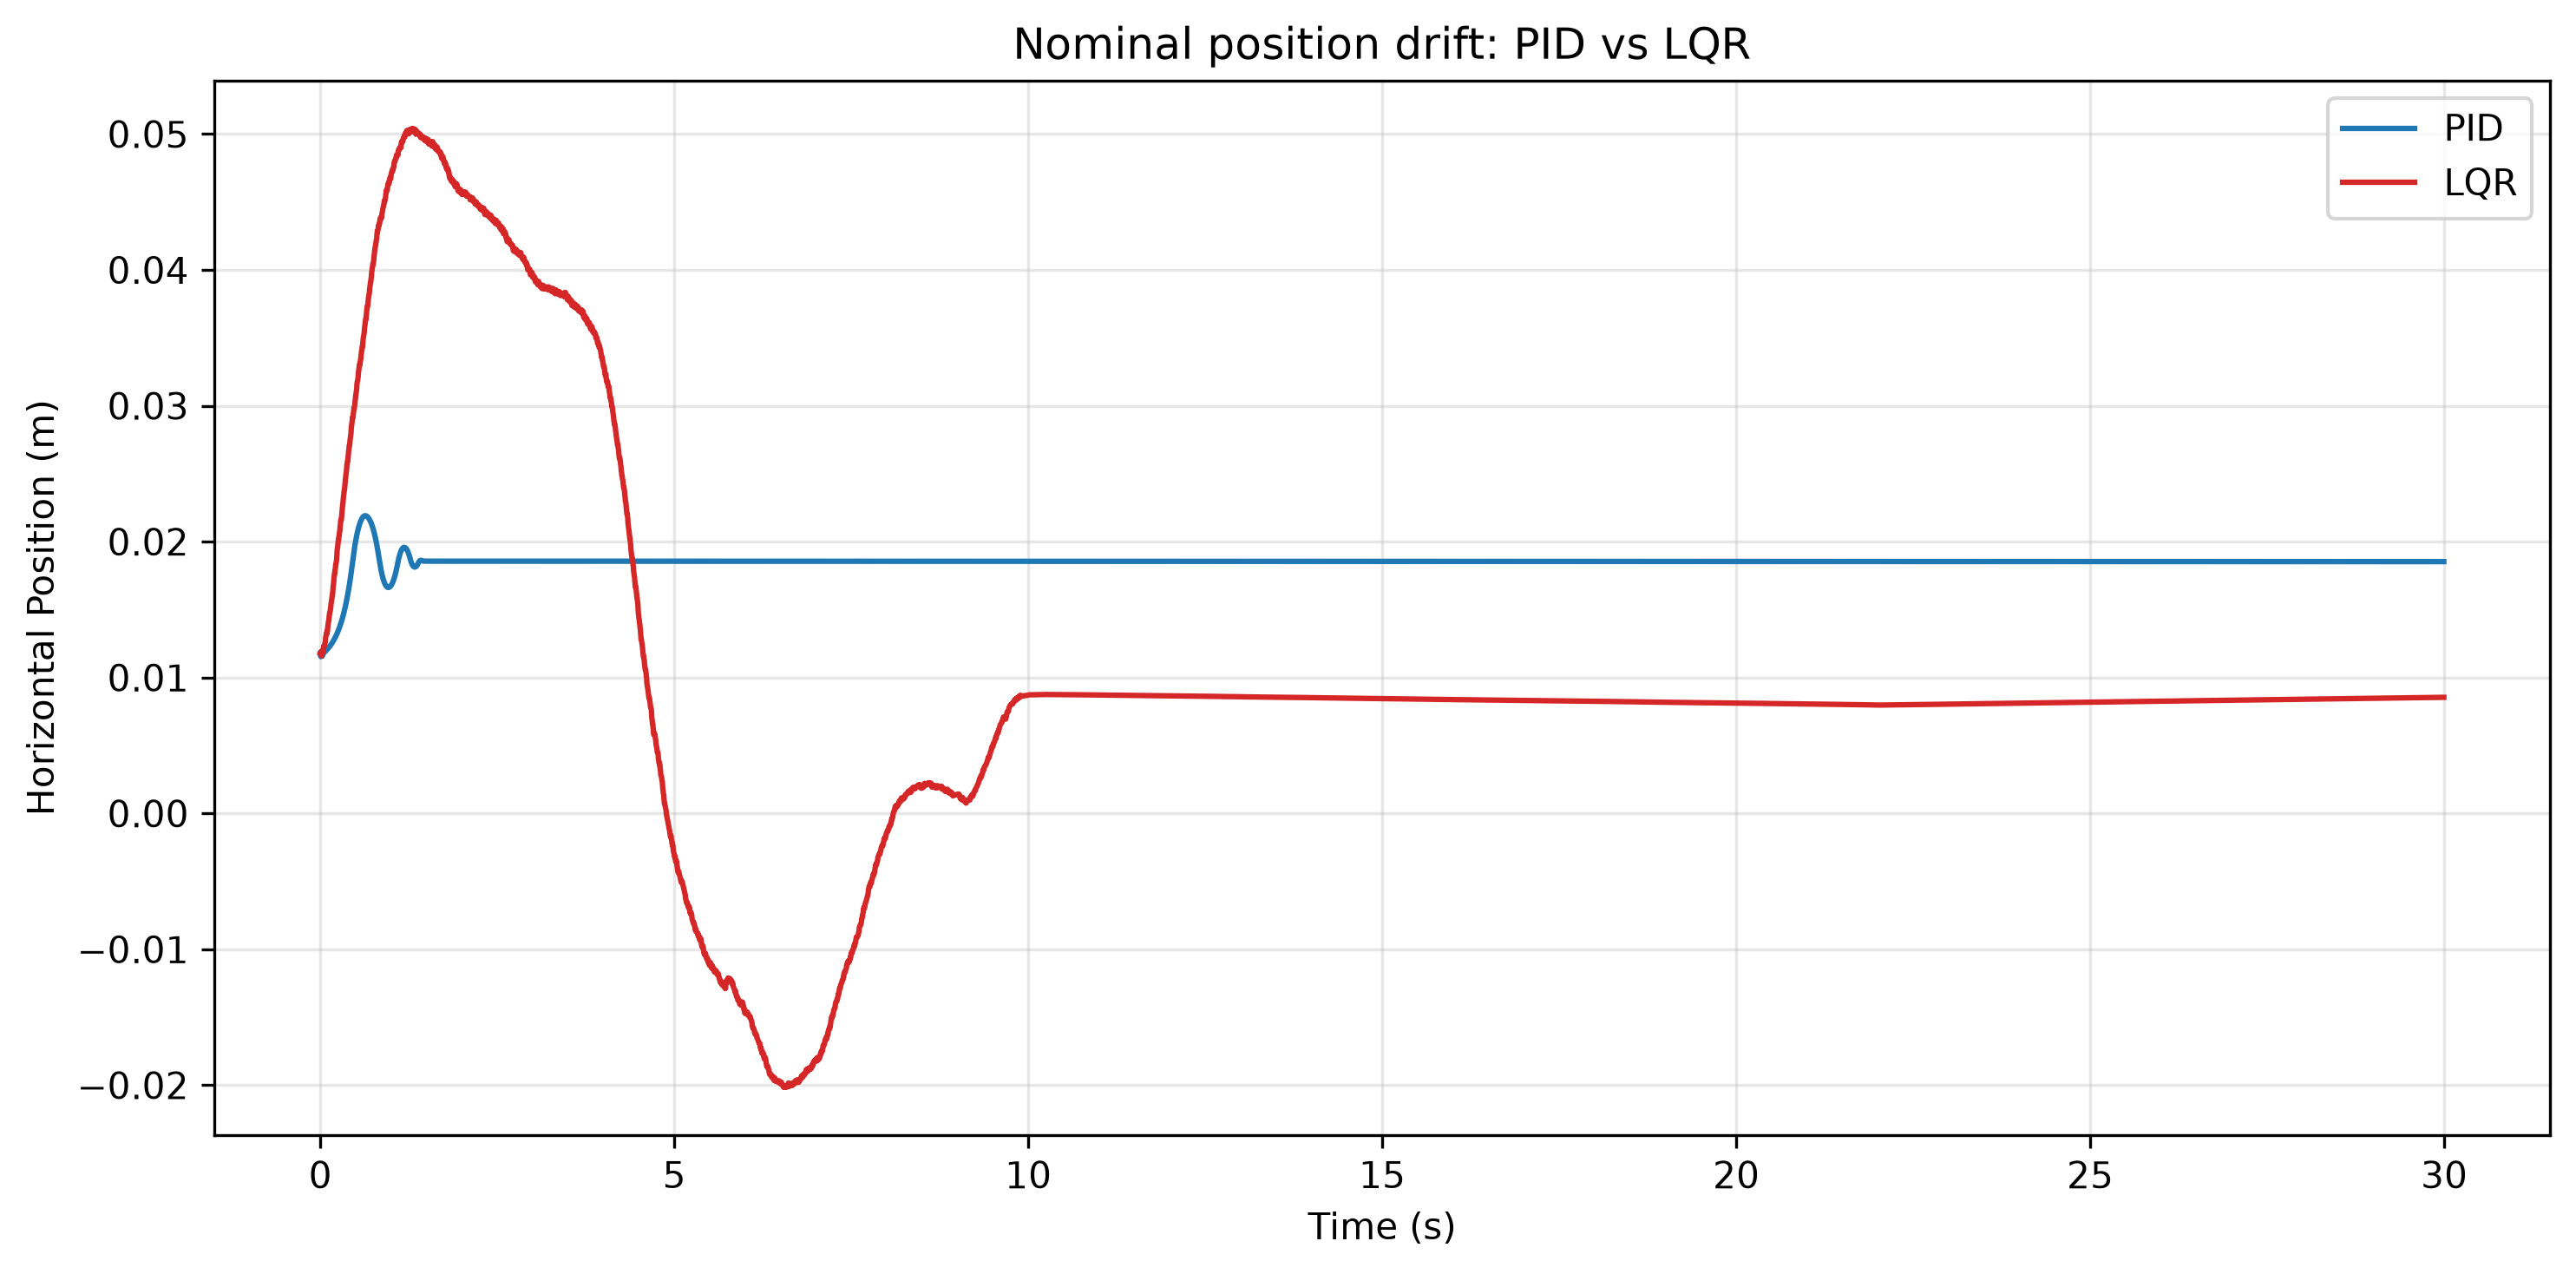 Nominal position drift: PID vs LQR
PID
LQR
0.05
0.04
0.03
0.02
0.01
0.00
−0.01
−0.02
Horizontal Position (m)
0 5 10 15 20 25 30
Time (s)